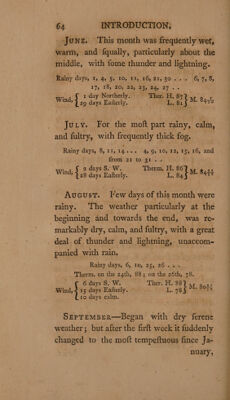 64 INTRODUCTION.
JUNE. This month was frequently wet,
warm, and squally, particularly about the
middle, with some thunder and lightning.
Rainy days, 1, 4, 5, 10, 11, 16, 21, 30 . . . 6, 7, 8,
17, 18, 20, 22, 23, 24, 27 . .
Wind, { 1 day Northerly. Ther. H. 87 } M. 84
29 days Easterly. L. 81
JULY. For the most part rainy, calm,
and sultry, with frequently thick fog.
Rainy days, 8, 11, 14 . . . 4, 9, 10, 12, 15, 16, and
from 21 to 31 . .
Wind, { 2 days S. W. Therm. H. 86 } M. 84
28 days Easterly. L. 84
AUGUST. Few days of this month were
rainy. The weather particularly at the
beginning and towards the end, was re-
markably dry, calm, and sultry, with a great
deal of thunder and lightning, unaccom-
panied with rain.
Rainy days, 6, 10, 25, 26 . . .
Therm. on the 24th, 88; on the 26th, 78.
Wind, { 6 days S. W. Ther. H. 88 } M. 80
15 days Easterly. L. 78
10 days calm.
SEPTEMBER—Began with dry serene
weather; but after the first week it suddenly
changed to the most tempestuous since Ja-
nuary,